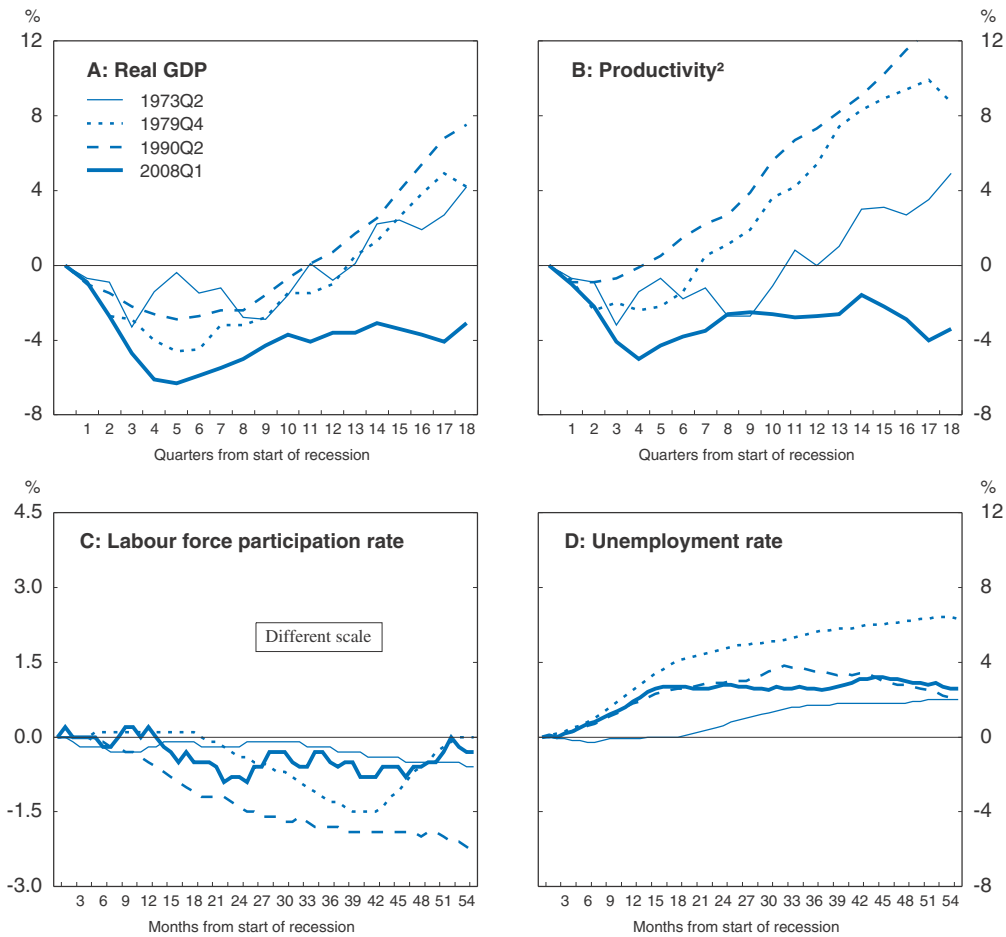 %
12
8
4
0
-4
-8
A: Real GDP
1973Q2
1979Q4
1990Q2
2008Q1
1 2 3 4 5 6 7 8 9 10 11 12 13 14 15 16 17 18
Quarters from start of recession
B: Productivity²
%
12
8
4
0
-4
-8
1 2 3 4 5 6 7 8 9 10 11 12 13 14 15 16 17 18
Quarters from start of recession
%
4.5
3.0
1.5
0.0
-1.5
-3.0
C: Labour force participation rate
Different scale
3 6 9 12 15 18 21 24 27 30 33 36 39 42 45 48 51 54
Months from start of recession
D: Unemployment rate
%
12
8
4
0
-4
-8
3 6 9 12 15 18 21 24 27 30 33 36 39 42 45 48 51 54
Months from start of recession